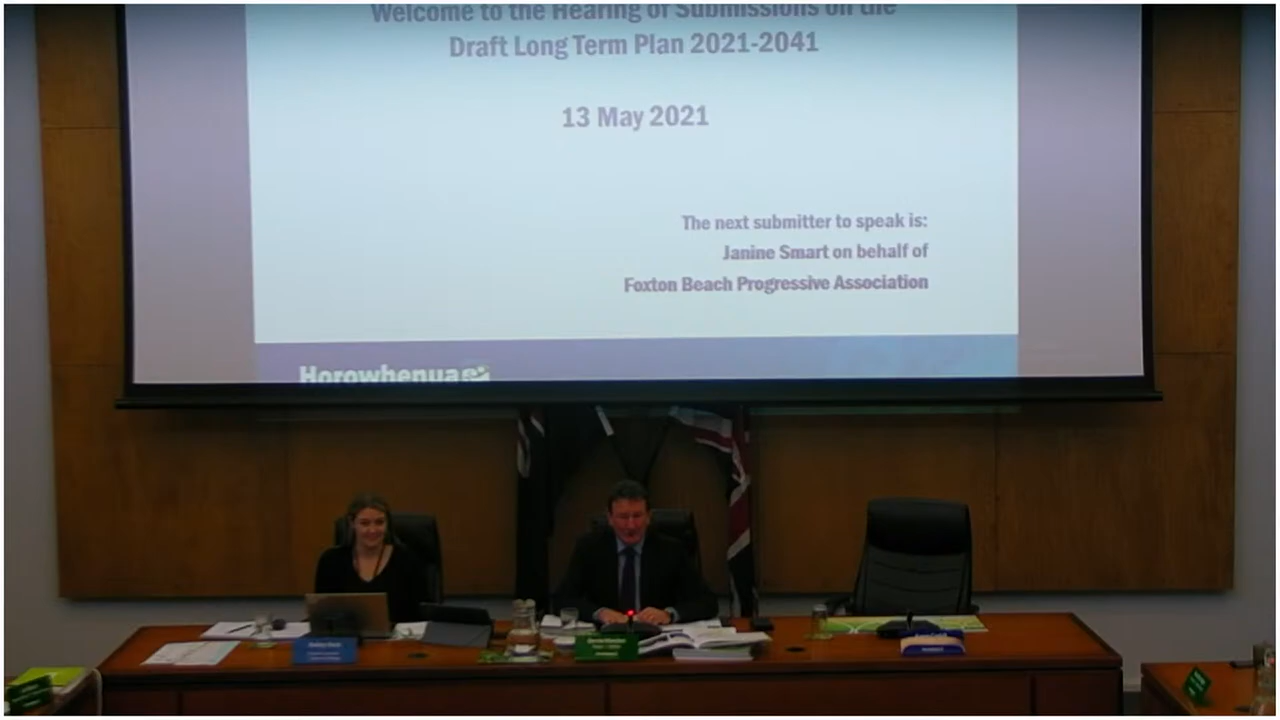 Welcome to the Hearing of Submissions on the
Draft Long Term Plan 2021-2041
13 May 2021
The next submitter to speak is:
Janine Smart on behalf of
Foxton Beach Progressive Association
Horowhenua